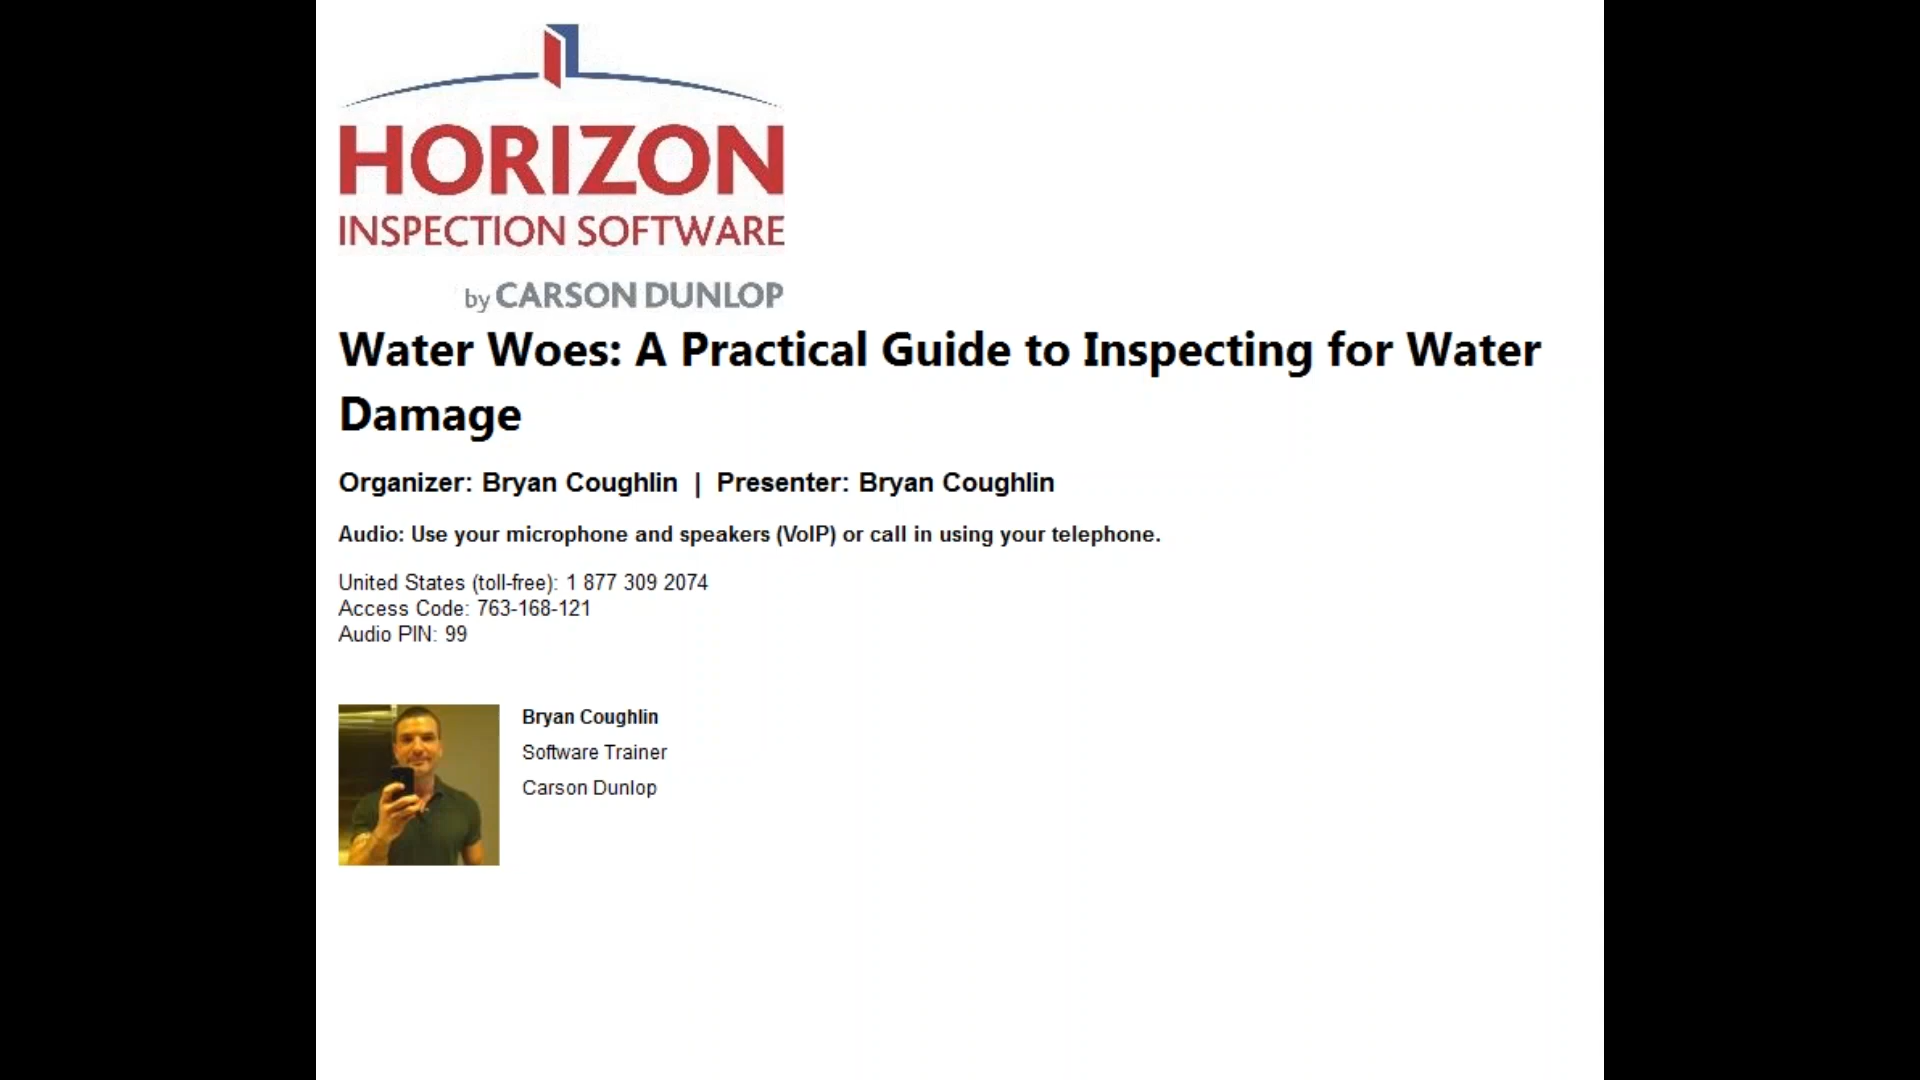 HORIZON
INSPECTION SOFTWARE
by CARSON DUNLOP
Water Woes: A Practical Guide to Inspecting for Water
Damage
Organizer: Bryan Coughlin | Presenter: Bryan Coughlin
Audio: Use your microphone and speakers (VoIP) or call in using your telephone.
United States (toll-free): 1 877 309 2074
Access Code: 763-168-121
Audio PIN: 99
Bryan Coughlin
Software Trainer
Carson Dunlop